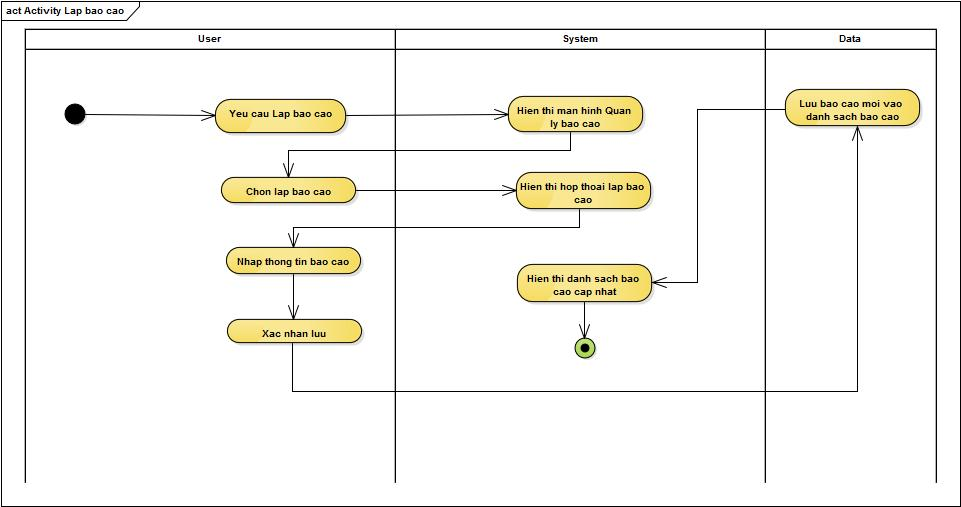 act Activity Lap bao cao
User
System
Data
Yeu cau Lap bao cao
Hien thi man hinh Quan
ly bao cao
Luu bao cao moi vao
danh sach bao cao
Chon lap bao cao
Hien thi hop thoai lap bao
cao
Nhap thong tin bao cao
Hien thi danh sach bao
cao cap nhat
Xac nhan luu